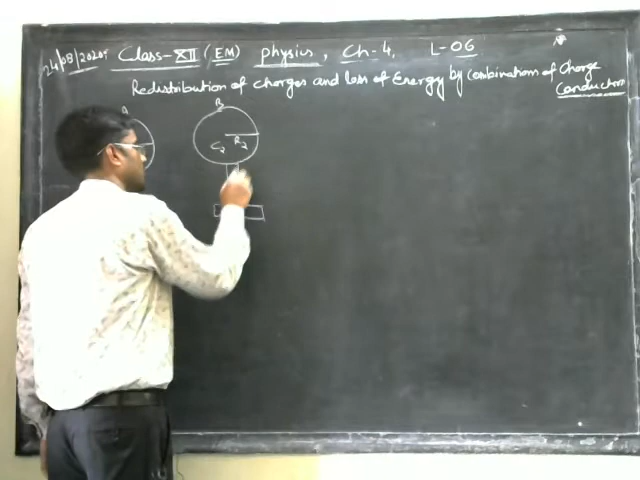 24/08/2020. Class-XII (EM) physics, Ch-4. L-06
Redistribution of charges and loss of Energy by combinations of Charge
Conductors
A
B
C2 R2